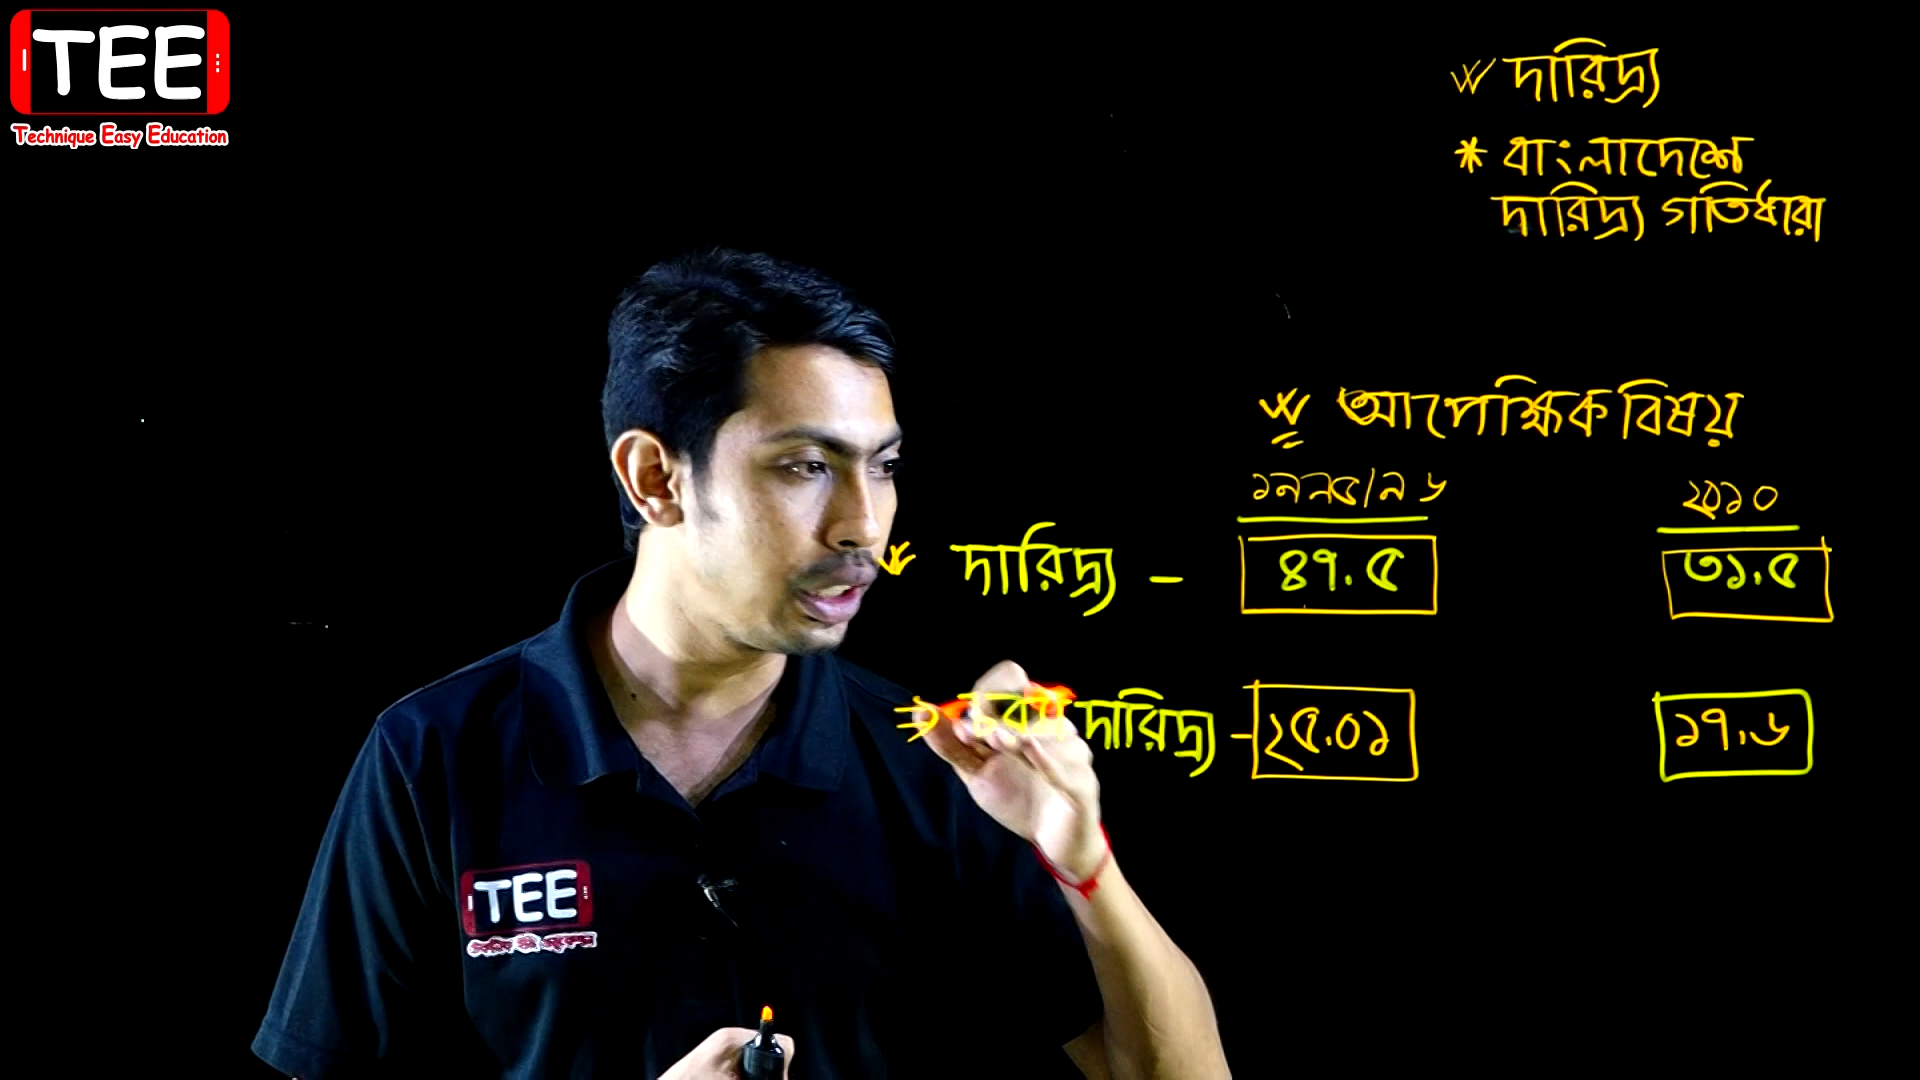 TEE
Technique Easy Education
দারিদ্র্য
* বাংলাদেশে
দারিদ্র্য গতিধারা
আপেক্ষিক বিষয়
১৯৯৫/৯৬ ২০১০
দারিদ্র্য - ৪৭.৫ ৩১.৫
চরম দারিদ্র্য - ২৫.০১ ১৭.৬
TEE